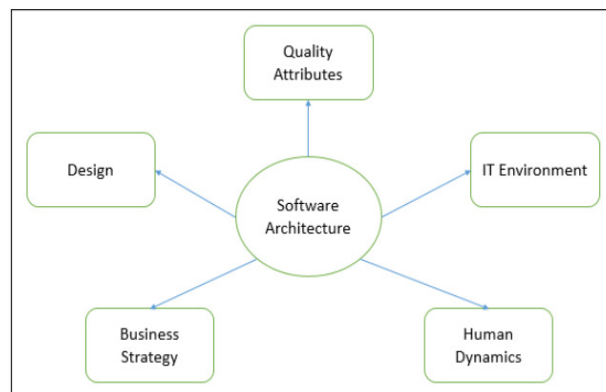 Quality
Attributes
Design
IT Environment
Software
Architecture
Business
Strategy
Human
Dynamics